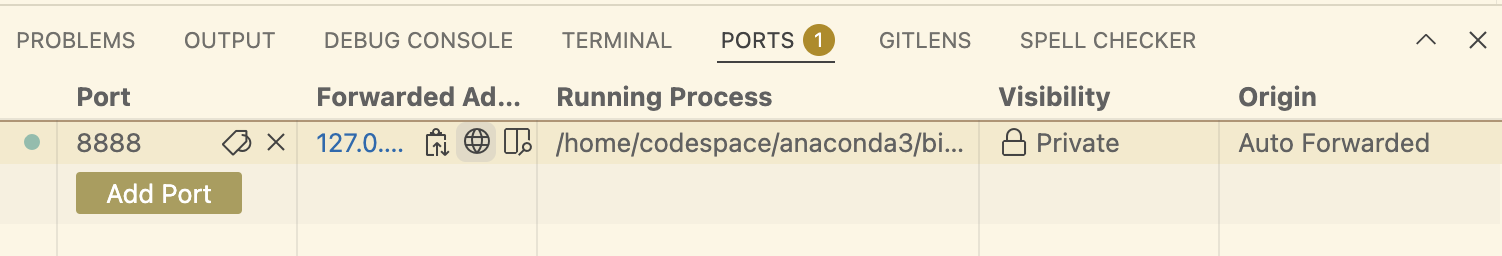 PROBLEMS OUTPUT DEBUG CONSOLE TERMINAL PORTS 1 GITLENS SPELL CHECKER
Port Forwarded Ad... Running Process Visibility Origin
8888 127.0.... /home/codespace/anaconda3/bi... Private Auto Forwarded
Add Port